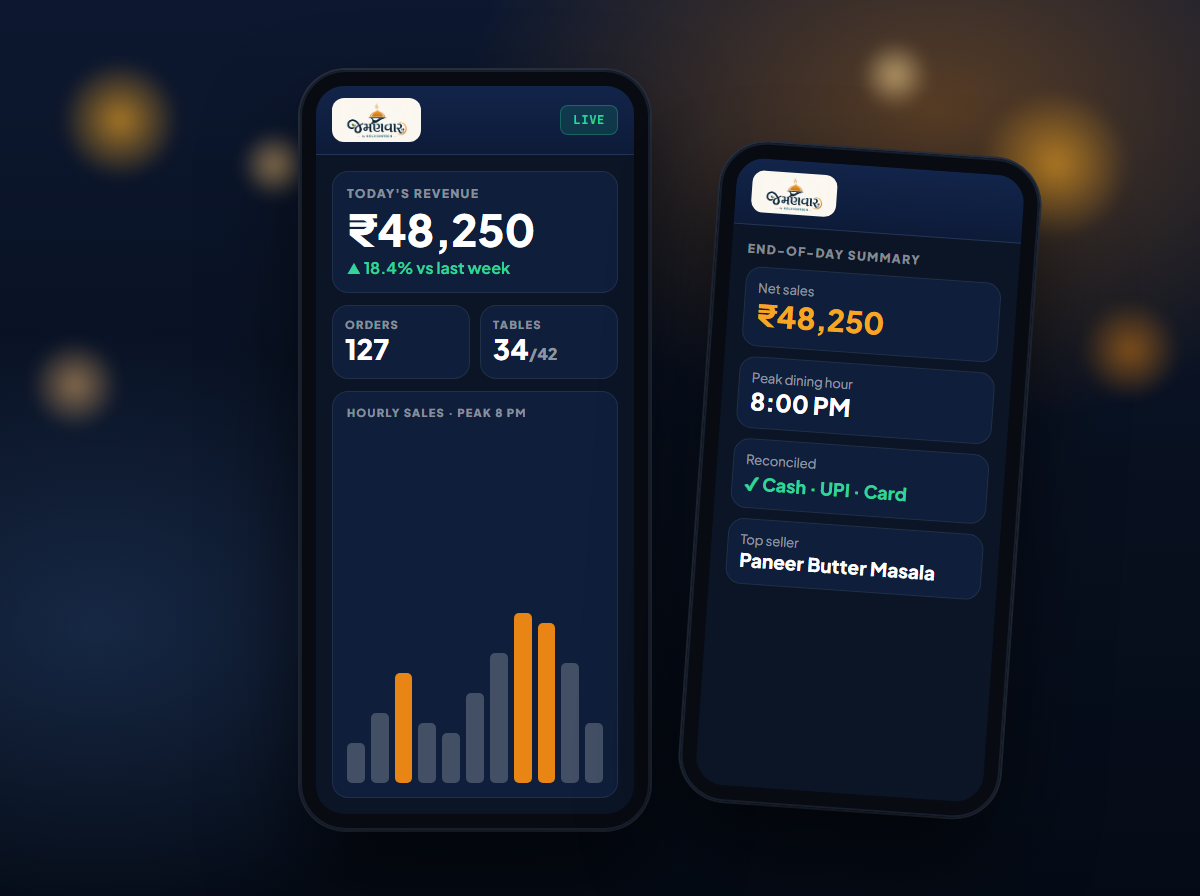 જમણવાર
LIVE
TODAY'S REVENUE
₹48,250
▲ 18.4% vs last week
ORDERS
127
TABLES
34/42
HOURLY SALES · PEAK 8 PM
જમણવાર
END-OF-DAY SUMMARY
Net sales
₹48,250
Peak dining hour
8:00 PM
Reconciled
✓ Cash · UPI · Card
Top seller
Paneer Butter Masala